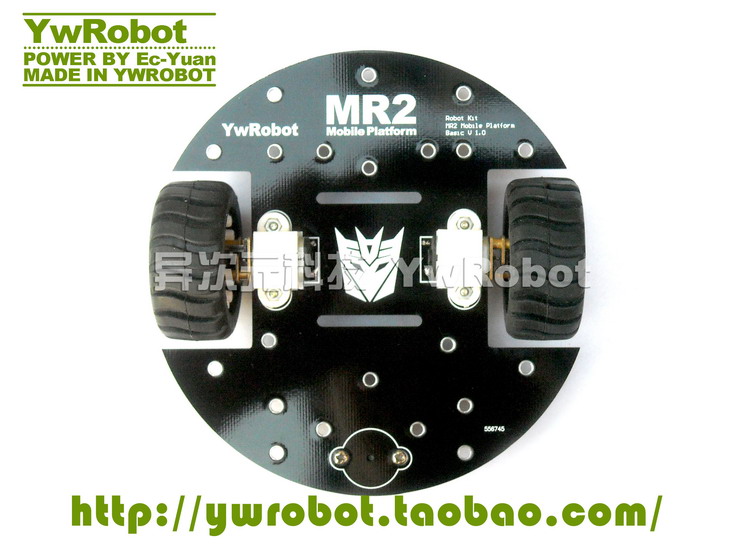 YwRobot
POWER BY Ec-Yuan
MADE IN YWROBOT
MR2
Mobile Platform
YwRobot
Robot Kit
MR2 Mobile Platform
Basic V 1.0
异次元科技 YwRobot
556745
http://ywrobot.taobao.com/